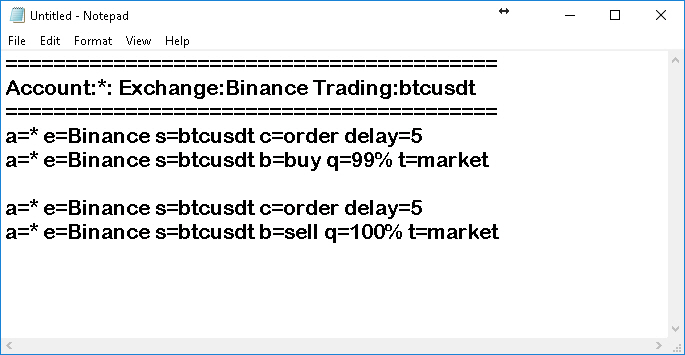 Untitled - Notepad
File Edit Format View Help
=========================================
Account:*: Exchange:Binance Trading:btcusdt
=========================================
a=* e=Binance s=btcusdt c=order delay=5
a=* e=Binance s=btcusdt b=buy q=99% t=market
a=* e=Binance s=btcusdt c=order delay=5
a=* e=Binance s=btcusdt b=sell q=100% t=market